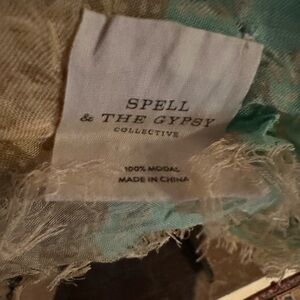 SPELL
& THE GYPSY
COLLECTIVE
100% MODAL
MADE IN CHINA